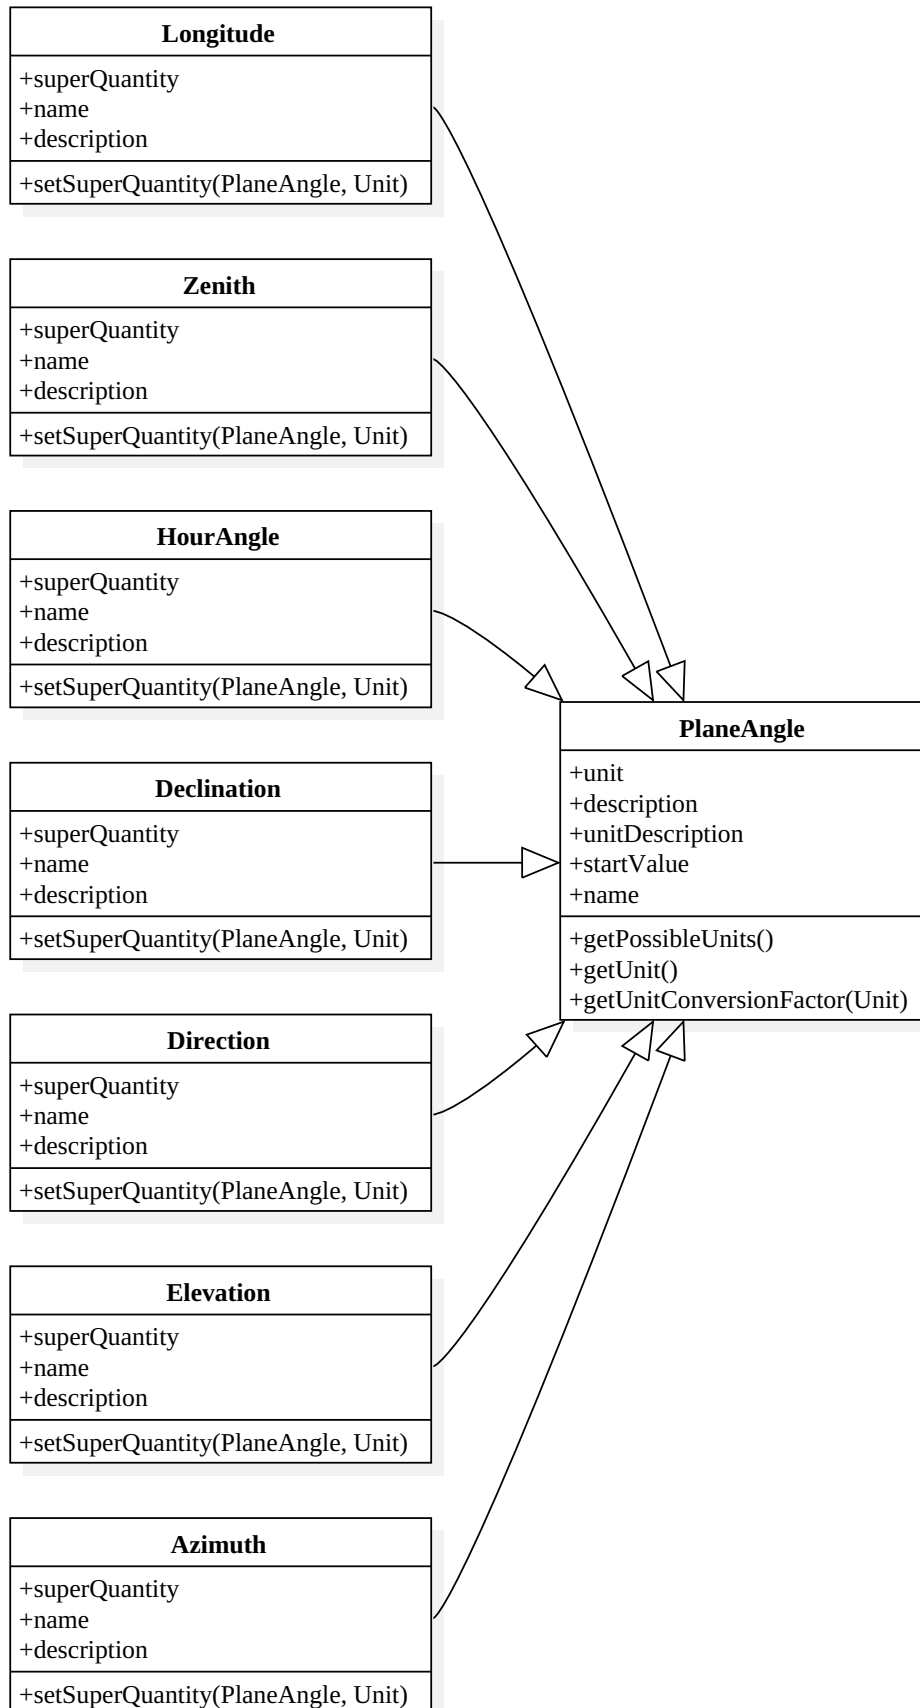 Longitude
+superQuantity
+name
+description
+setSuperQuantity(PlaneAngle, Unit)
Zenith
+superQuantity
+name
+description
+setSuperQuantity(PlaneAngle, Unit)
HourAngle
+superQuantity
+name
+description
+setSuperQuantity(PlaneAngle, Unit)
Declination
+superQuantity
+name
+description
+setSuperQuantity(PlaneAngle, Unit)
Direction
+superQuantity
+name
+description
+setSuperQuantity(PlaneAngle, Unit)
Elevation
+superQuantity
+name
+description
+setSuperQuantity(PlaneAngle, Unit)
Azimuth
+superQuantity
+name
+description
+setSuperQuantity(PlaneAngle, Unit)
PlaneAngle
+unit
+description
+unitDescription
+startValue
+name
+getPossibleUnits()
+getUnit()
+getUnitConversionFactor(Unit)